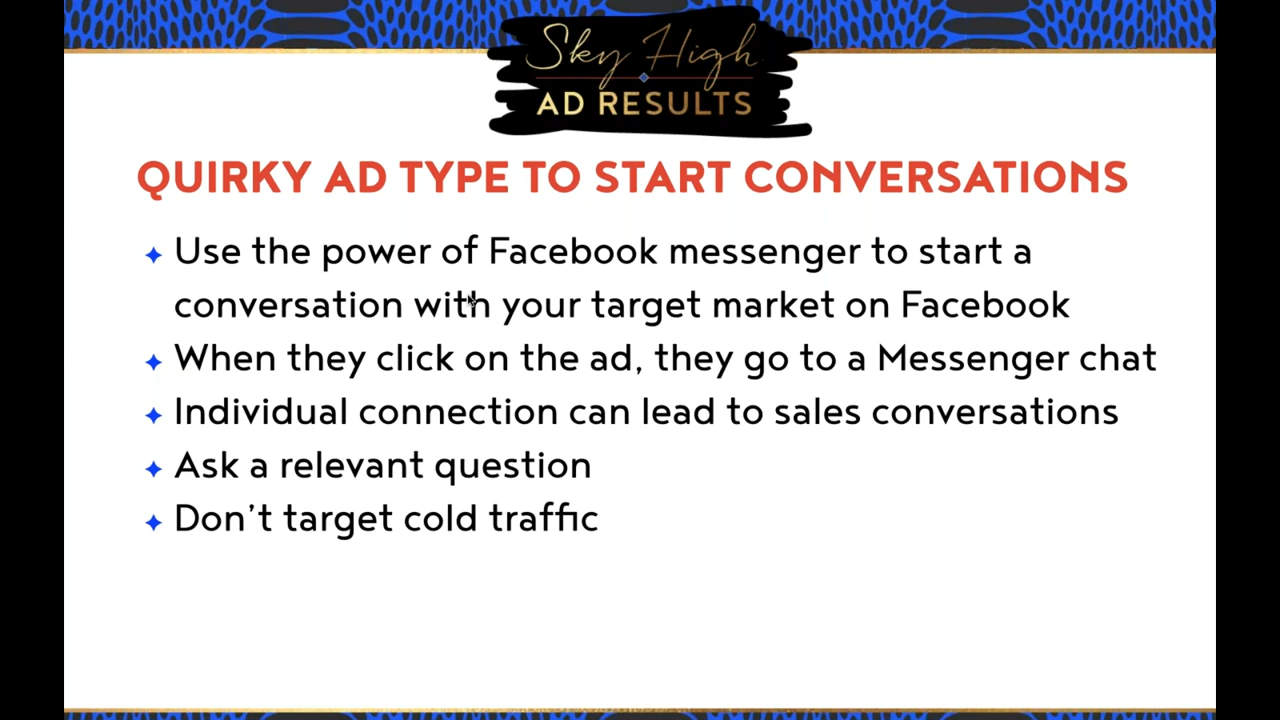 Sky High
AD RESULTS
QUIRKY AD TYPE TO START CONVERSATIONS
Use the power of Facebook messenger to start a
conversation with your target market on Facebook
When they click on the ad, they go to a Messenger chat
Individual connection can lead to sales conversations
Ask a relevant question
Don't target cold traffic